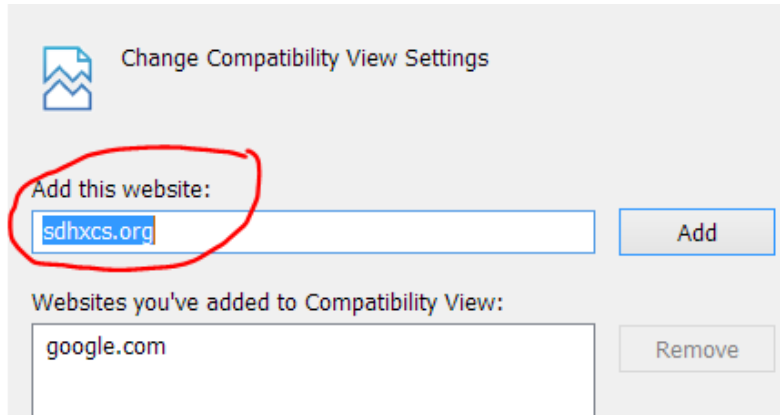 Change Compatibility View Settings
Add this website:
sdhxcs.org
Add
Websites you've added to Compatibility View:
google.com
Remove